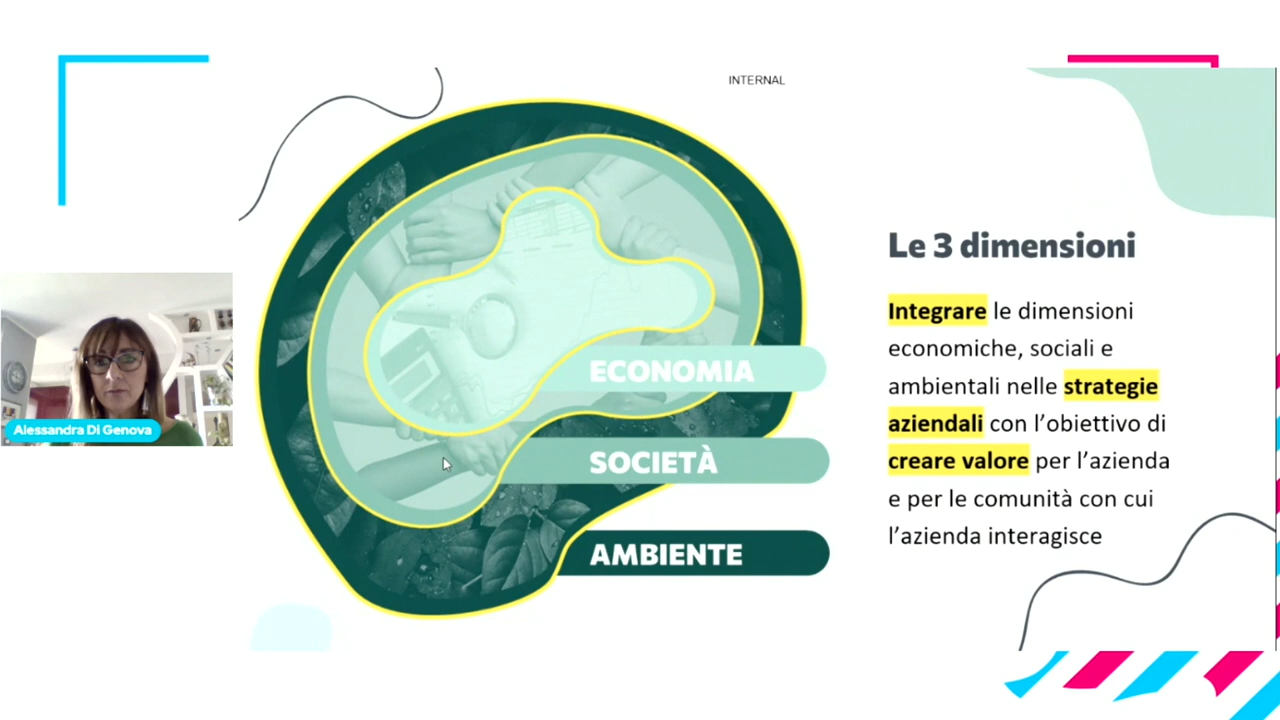 INTERNAL
Alessandra Di Genova
ECONOMIA
SOCIETÀ
AMBIENTE
Le 3 dimensioni
Integrare le dimensioni
economiche, sociali e
ambientali nelle strategie
aziendali con l’obiettivo di
creare valore per l’azienda
e per le comunità con cui
l’azienda interagisce